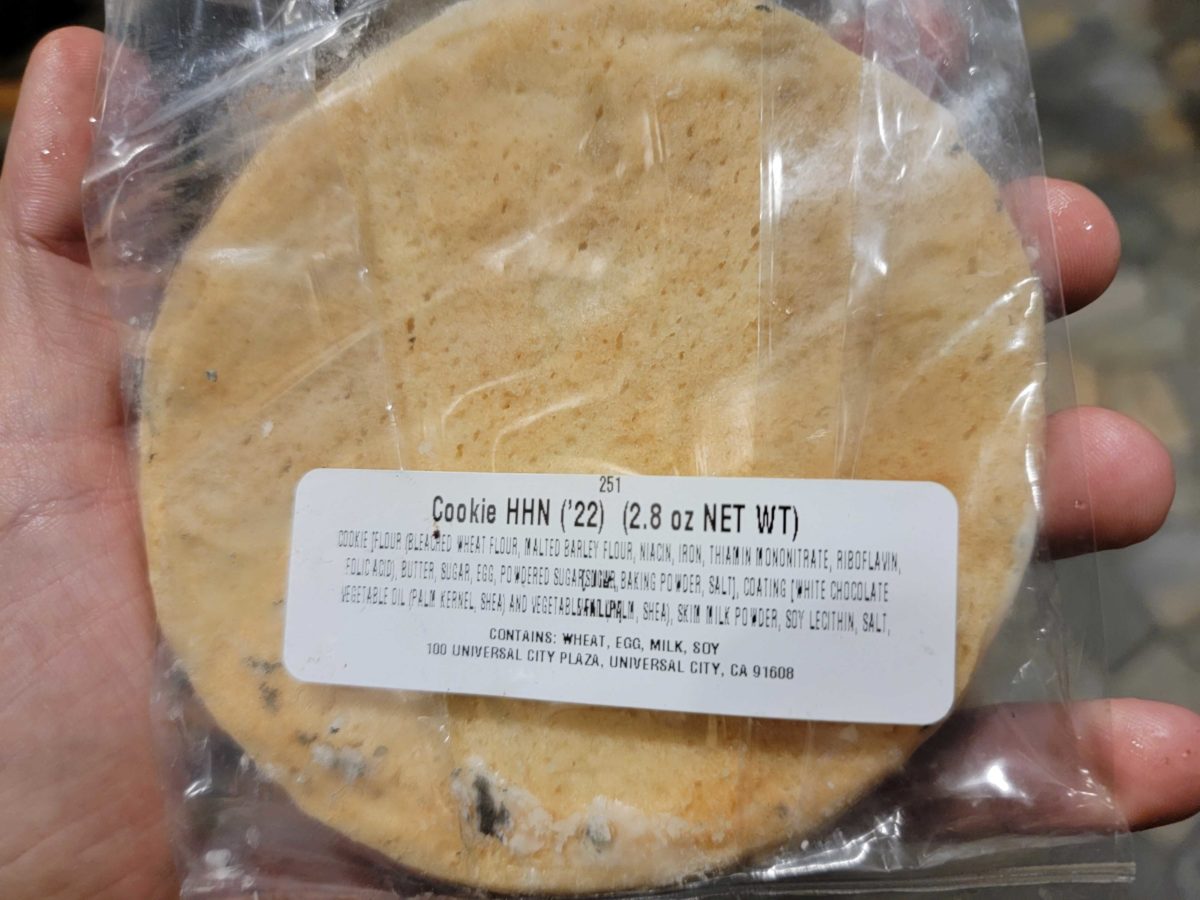 251
Cookie HHN ('22) (2.8 oz NET WT)
COOKIE [FLOUR (BLEACHED WHEAT FLOUR, MALTED BARLEY FLOUR, NIACIN, IRON, THIAMIN MONONITRATE, RIBOFLAVIN,
FOLIC ACID), BUTTER, SUGAR, EGG, POWDERED SUGAR, BAKING POWDER, SALT], COATING [WHITE CHOCOLATE
VEGETABLE OIL (PALM KERNEL, SHEA) AND VEGETABLE SHEA), SKIM MILK POWDER, SOY LECITHIN, SALT,
CONTAINS: WHEAT, EGG, MILK, SOY
100 UNIVERSAL CITY PLAZA, UNIVERSAL CITY, CA 91608